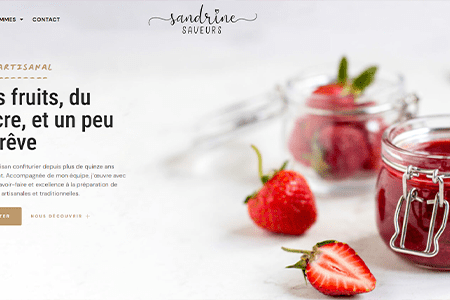 MMES CONTACT
sandrine
SAVEURS
ARTISANAL
s fruits, du
cre, et un peu
rêve
isan confiturier depuis plus de quinze ans
t. Accompagnée de mon équipe, j'œuvre avec
avoir-faire et excellence à la préparation de
artisanales et traditionnelles.
TER NOUS DÉCOUVRIR